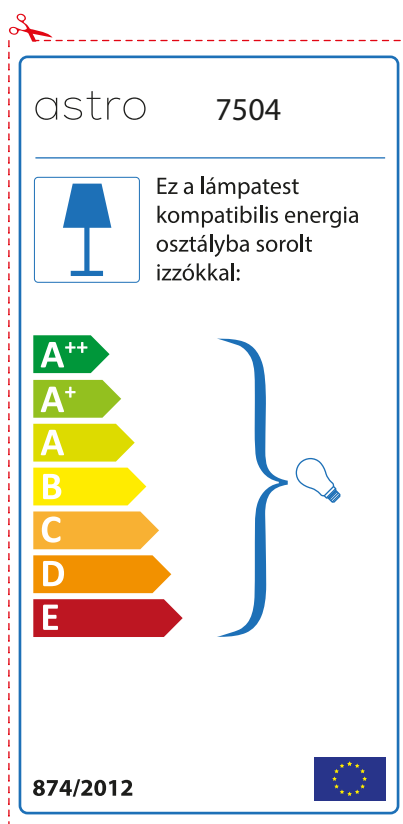 astro 7504
Ez a lámpatest
kompatibilis energia
osztályba sorolt
izzókkal:
A++
A+
A
B
C
D
E
874/2012